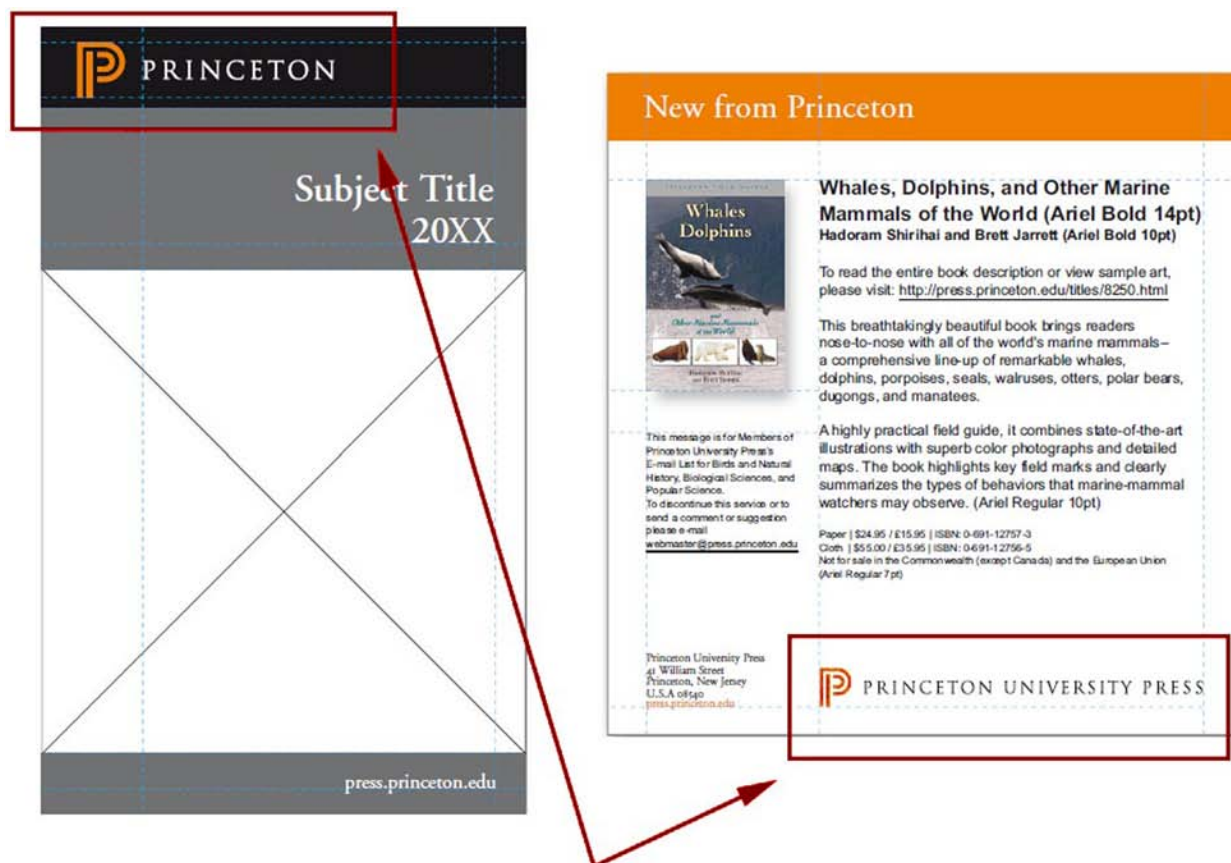 PRINCETON
Subject Title
20XX
press.princeton.edu
New from Princeton
Whales
Dolphins
and
Other Marine Mammals
of the World
Whales, Dolphins, and Other Marine
Mammals of the World (Ariel Bold 14pt)
Hadoram Shirihai and Brett Jarrett (Ariel Bold 10pt)
To read the entire book description or view sample art,
please visit: http://press.princeton.edu/titles/8250.html
This breathtakingly beautiful book brings readers
nose-to-nose with all of the world's marine mammals–
a comprehensive line-up of remarkable whales,
dolphins, porpoises, seals, walruses, otters, polar bears,
dugongs, and manatees.
A highly practical field guide, it combines state-of-the-art
illustrations with superb color photographs and detailed
maps. The book highlights key field marks and clearly
summarizes the types of behaviors that marine-mammal
watchers may observe. (Ariel Regular 10pt)
Paper | $24.95 / £15.95 | ISBN: 0-691-12757-3
Cloth | $55.00 / £35.95 | ISBN: 0-691-12756-5
Not for sale in the Commonwealth (except Canada) and the European Union
(Ariel Regular 7pt)
This message is for Members of
Princeton University Press's
E-mail List for Birds and Natural
History, Biological Sciences, and
Popular Science.
To discontinue this service or to
send a comment or suggestion
please e-mail
webmaster@press.princeton.edu
Princeton University Press
41 William Street
Princeton, New Jersey
U.S.A 08540
press.princeton.edu
PRINCETON UNIVERSITY PRESS